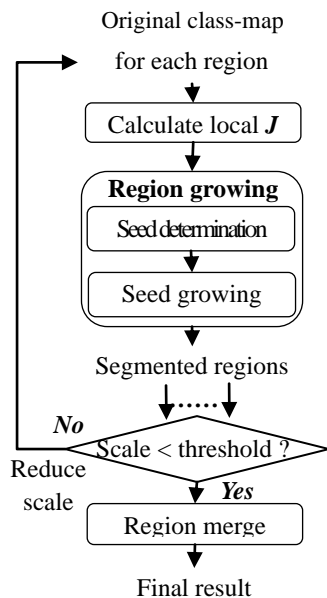 Original class-map
for each region
Calculate local J
Region growing
Seed determination
Seed growing
Segmented regions
......
No
Scale < threshold ?
Reduce
scale
Yes
Region merge
Final result